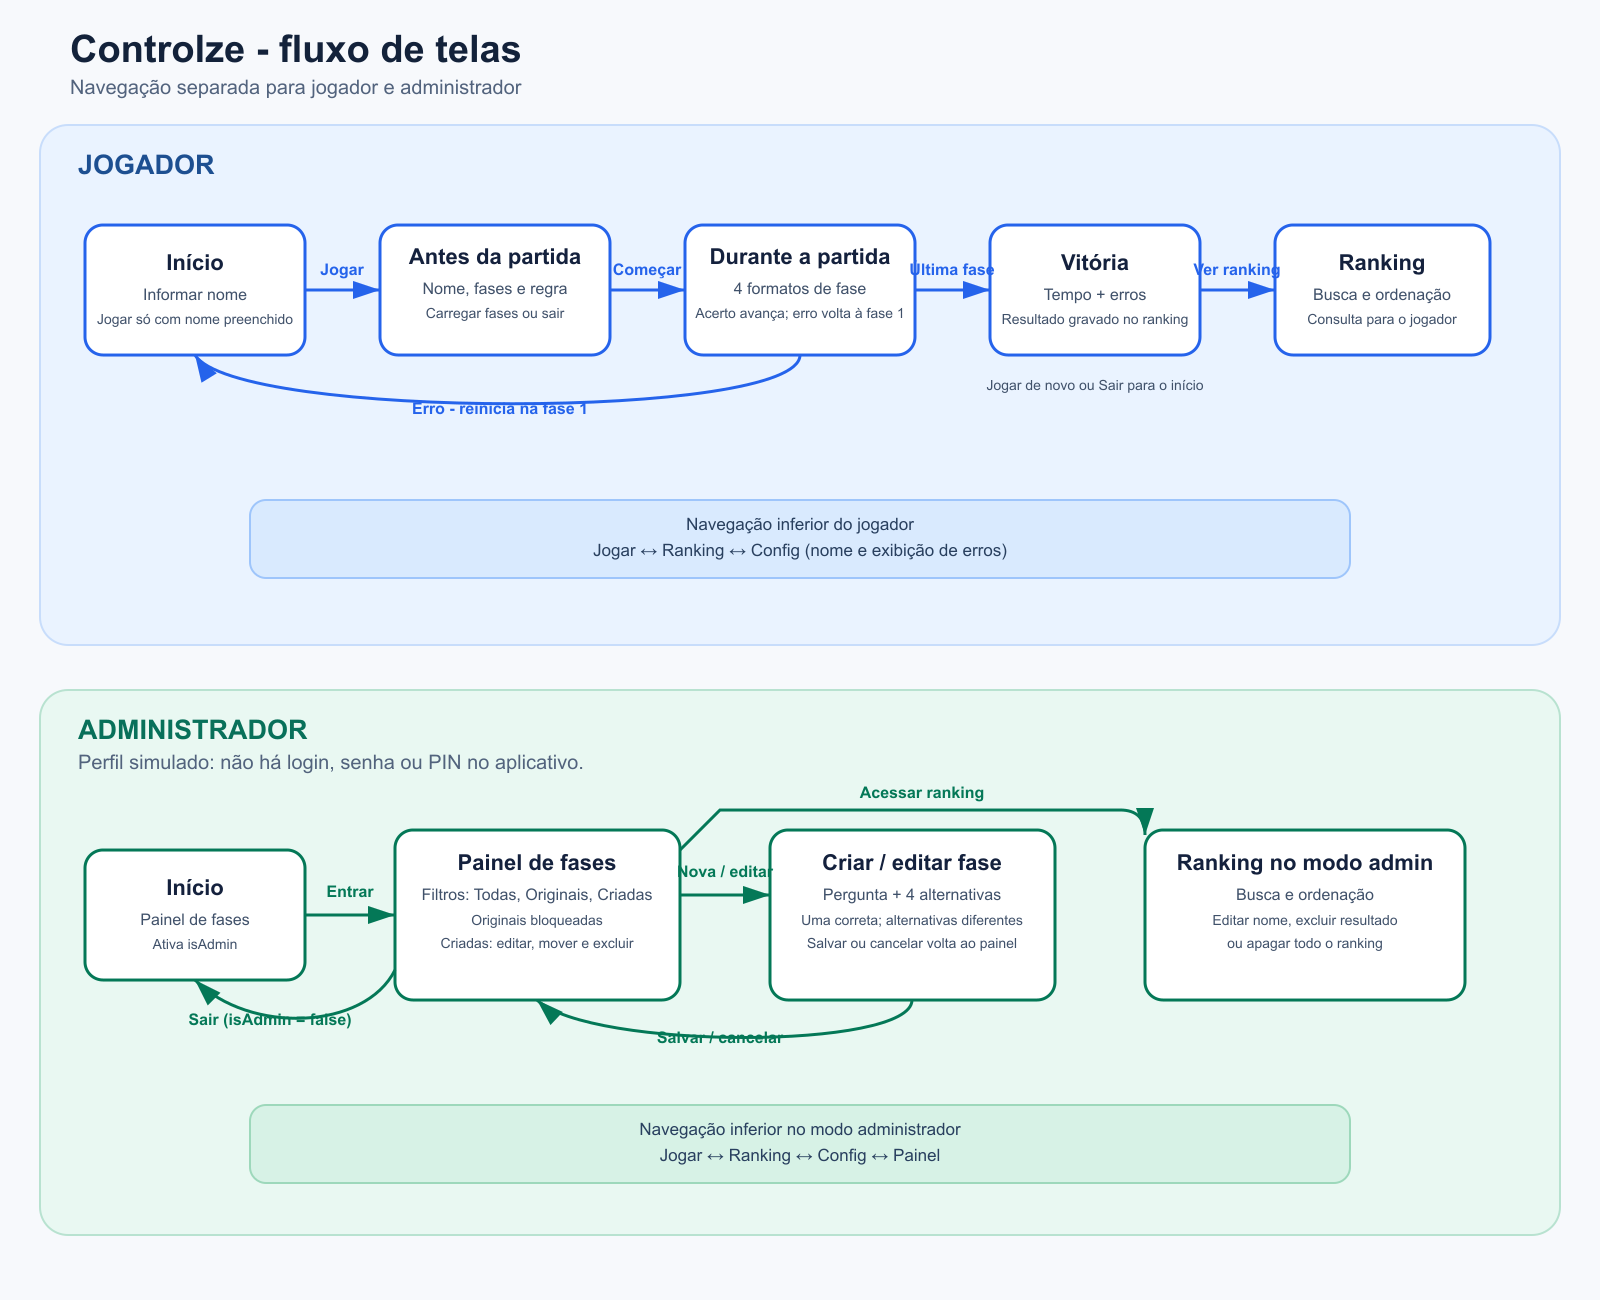 Controlze - fluxo de telas
Navegação separada para jogador e administrador
JOGADOR
Início
Informar nome
Jogar só com nome preenchido
Jogar
Antes da partida
Nome, fases e regra
Carregar fases ou sair
Começar
Durante a partida
4 formatos de fase
Acerto avança; erro volta à fase 1
Última fase
Vitória
Tempo + erros
Resultado gravado no ranking
Ver ranking
Ranking
Busca e ordenação
Consulta para o jogador
Jogar de novo ou Sair para o início
Erro - reinicia na fase 1
Navegação inferior do jogador
Jogar ↔ Ranking ↔ Config (nome e exibição de erros)
ADMINISTRADOR
Perfil simulado: não há login, senha ou PIN no aplicativo.
Acessar ranking
Início
Painel de fases
Ativa isAdmin
Entrar
Painel de fases
Filtros: Todas, Originais, Criadas
Originais bloqueadas
Criadas: editar, mover e excluir
Nova / editar
Criar / editar fase
Pergunta + 4 alternativas
Uma correta; alternativas diferentes
Salvar ou cancelar volta ao painel
Ranking no modo admin
Busca e ordenação
Editar nome, excluir resultado
ou apagar todo o ranking
Sair (isAdmin = false)
Salvar / cancelar
Navegação inferior no modo administrador
Jogar ↔ Ranking ↔ Config ↔ Painel